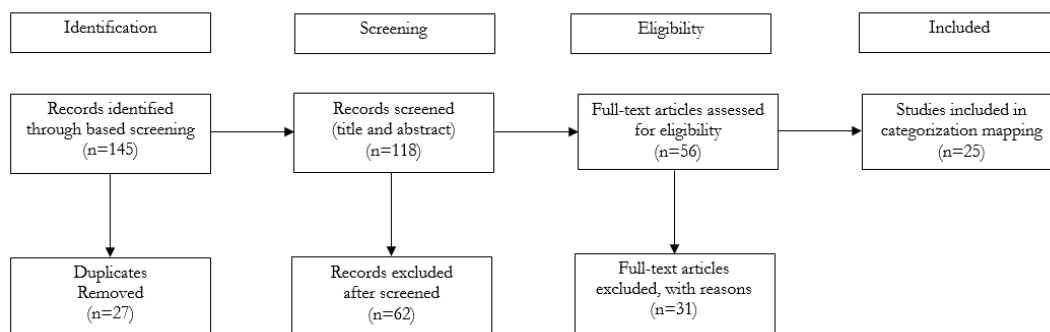 Identification
Screening
Eligibility
Included
Records identified
through based screening
(n=145)
Records screened
(title and abstract)
(n=118)
Full-text articles assessed
for eligibility
(n=56)
Studies included in
categorization mapping
(n=25)
Duplicates
Removed
(n=27)
Records excluded
after screened
(n=62)
Full-text articles
excluded, with reasons
(n=31)